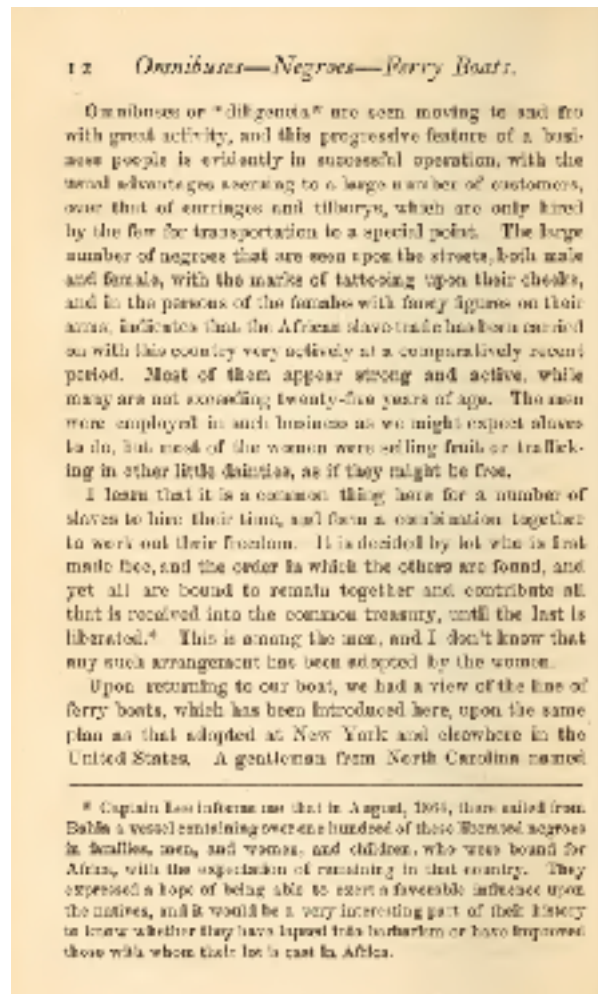 12 Omnibuses—Negroes—Ferry Boats.
Omnibuses or "diligencia" are seen moving to and fro
with great activity, and this progressive feature of a busi-
ness people is evidently in successful operation, with the
usual advantages accruing to a large number of customers,
over that of carriages and tilburys, which are only hired
by the few for transportation to a special point. The large
number of negroes that are seen upon the streets, both male
and female, with the marks of tattooing upon their cheeks,
and in the persons of the females with fancy figures on their
arms, indicates that the African slave trade has been carried
on with this country very actively at a comparatively recent
period. Most of them appear strong and active, while
many are not exceeding twenty-five years of age. The men
were employed in such business as we might expect slaves
to do, but most of the women were selling fruit or traffick-
ing in other little dainties, as if they might be free.
I learn that it is a common thing here for a number of
slaves to hire their time, and form a combination together
to work out their freedom. It is decided by lot who is first
made free, and the order in which the others are found, and
yet all are bound to remain together and contribute all
that is received into the common treasury, until the last is
liberated.* This is among the men, and I don't know that
any such arrangement has been adopted by the women.
Upon returning to our boat, we had a view of the line of
ferry boats, which has been introduced here, upon the same
plan as that adopted at New York and elsewhere in the
United States. A gentleman from North Carolina named
* Captain informs me that in August, there sailed from
Bahia a vessel containing over one hundred of these liberated negroes
in families, men, and women, and children, who were bound for
Africa, with the expectation of remaining in that country. They
expressed a hope of being able to exert a favorable influence upon
the natives, and it would be a very interesting part of their history
to know whether they have lapsed into barbarism or have improved
those with whom their lot is cast in Africa.